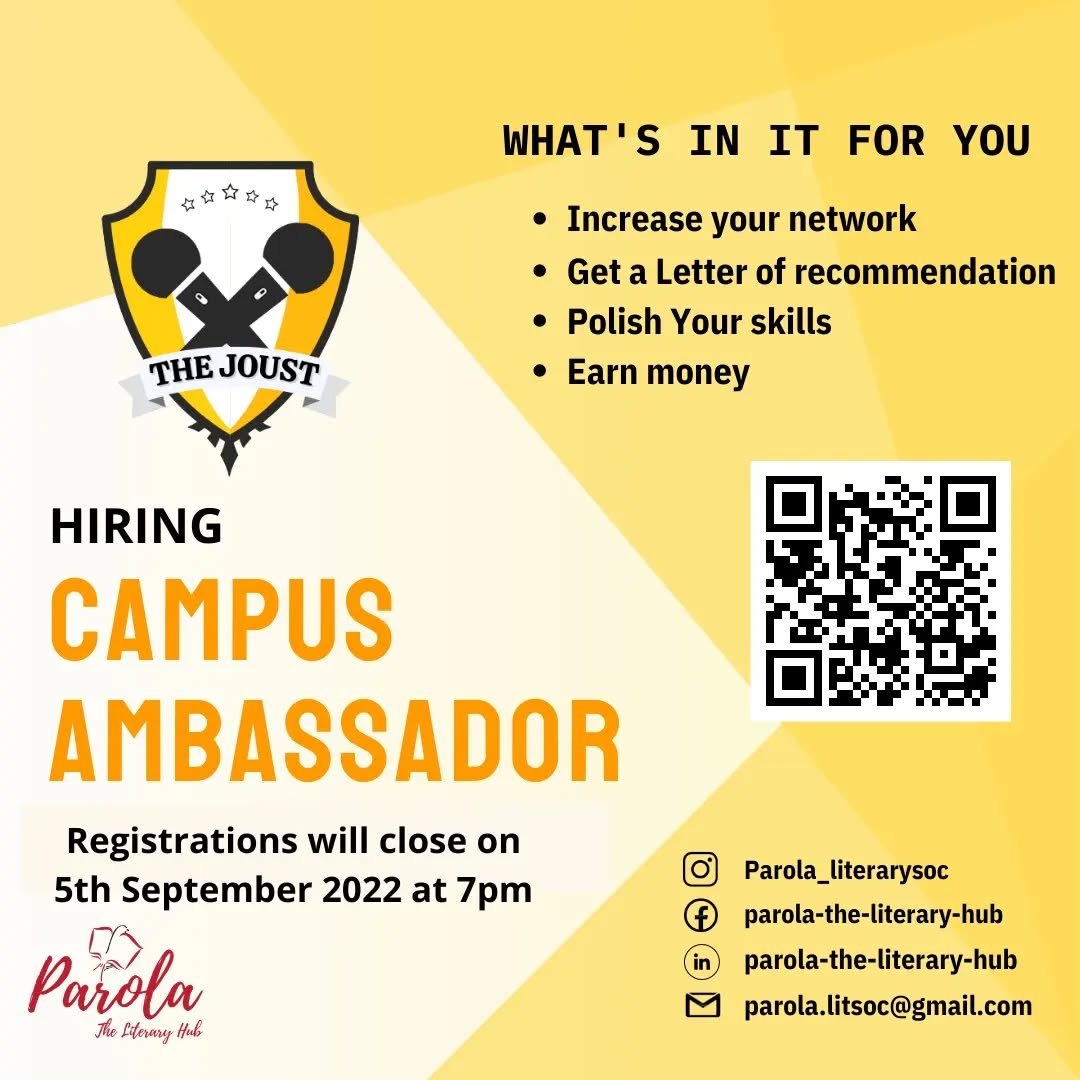 WHAT'S IN IT FOR YOU
• Increase your network
• Get a Letter of recommendation
• Polish Your skills
• Earn money
THE JOUST
HIRING
CAMPUS
AMBASSADOR
Registrations will close on
5th September 2022 at 7pm
Parola
The Literary Hub
Parola_literarysoc
parola-the-literary-hub
in parola-the-literary-hub
parola.litsoc@gmail.com